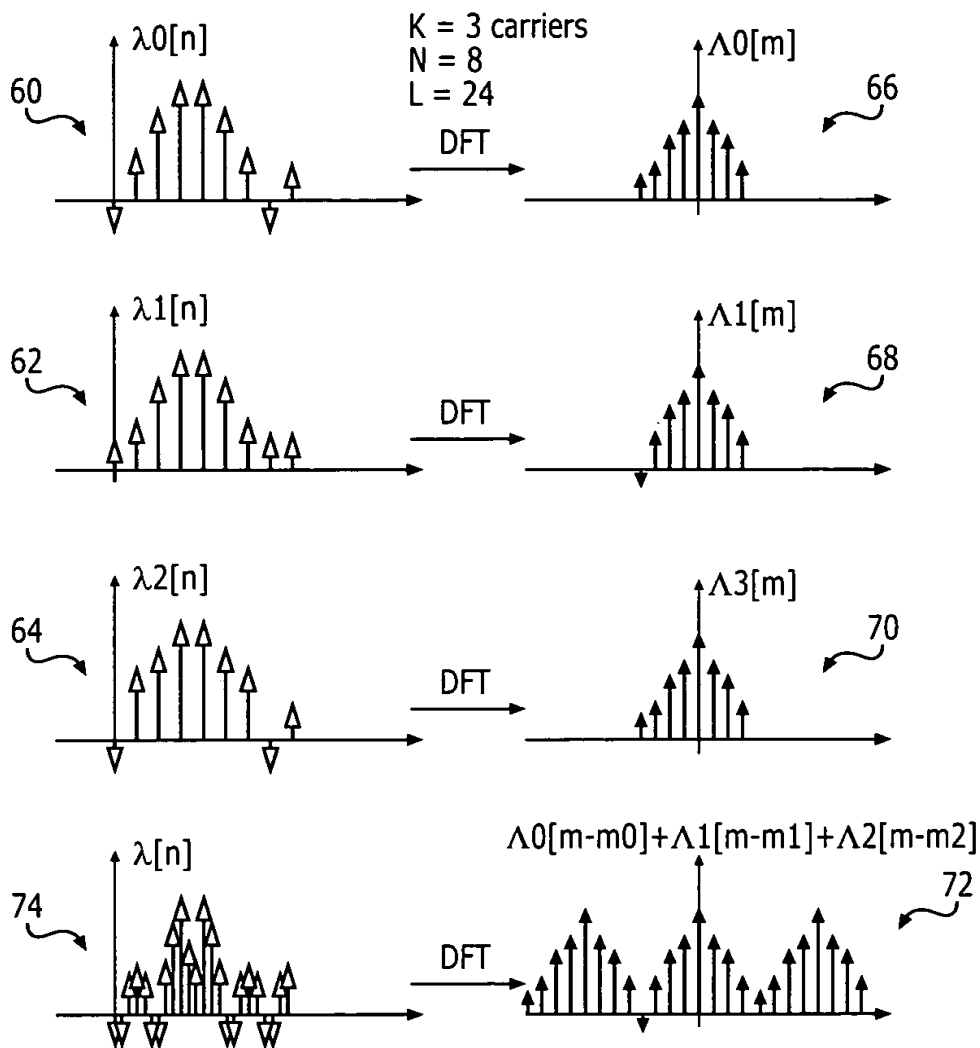 λ0[n]
K = 3 carriers
N = 8
L = 24
Λ0[m]
60
66
DFT
λ1[n]
Λ1[m]
62
68
DFT
λ2[n]
Λ3[m]
64
70
DFT
λ[n]
Λ0[m-m0]+Λ1[m-m1]+Λ2[m-m2]
74
72
DFT